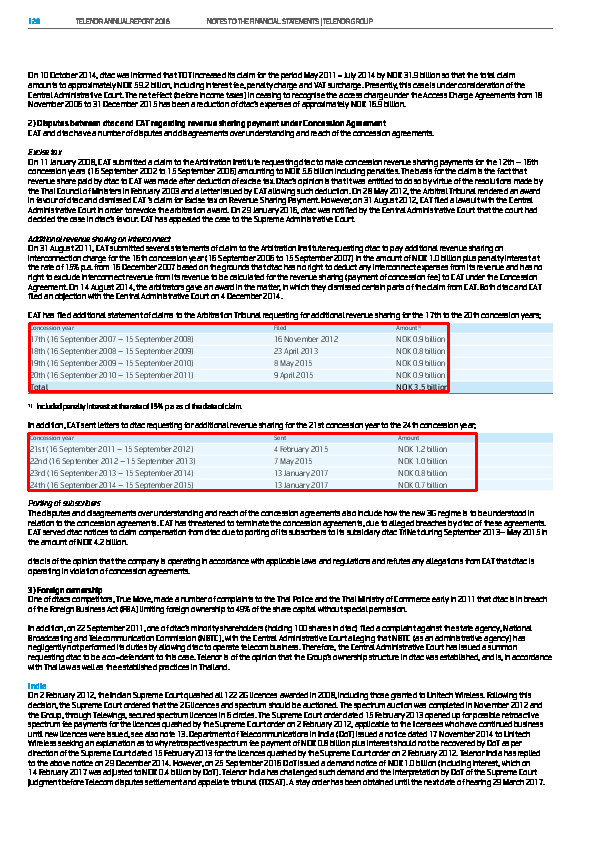 128 TELENOR ANNUAL REPORT 2016 NOTES TO THE FINANCIAL STATEMENTS | TELENOR GROUP
On 10 October 2014, dtac was informed that TOT increased its claim for the period May 2011 – July 2014 by NOK 31.9 billion so that the total claim
amounts to approximately NOK 59.2 billion, including interest fee, penalty charge and VAT surcharge. Presently, this case is under consideration of the
Central Administrative Court. The net effect (before income taxes) in ceasing to recognise the access charge under the Access Charge Agreements from 18
November 2006 to 31 December 2015 has been a reduction of dtac's expenses of approximately NOK 16.9 billion.
2) Disputes between dtac and CAT regarding revenue sharing payment under Concession Agreement
CAT and dtac have a number of disputes and disagreements over understanding and reach of the concession agreements.
Excise tax
On 11 January 2008, CAT submitted a claim to the Arbitration Institute requesting dtac to make concession revenue sharing payments for the 12th – 16th
concession years (16 September 2002 to 15 September 2006) amounting to NOK 5.6 billion including penalties. The basis for the claim is the fact that
revenue share paid by dtac to CAT was made after deduction of excise tax. Dtac's opinion is that it was entitled to do so by virtue of the resolutions made by
the Thai Council of Ministers in February 2003 and a letter issued by CAT allowing such deduction. On 28 May 2012, the Arbitral Tribunal rendered an award
in favour of dtac and dismissed CAT's claim for Excise tax on Revenue Sharing Payment. However, on 31 August 2012, CAT filed a lawsuit with the Central
Administrative Court in order to revoke the arbitration award. On 29 January 2016, dtac was notified by the Central Administrative Court that the court had
decided the case in dtac's favour. CAT has appealed the case to the Supreme Administrative Court.
Additional revenue sharing on interconnect
On 31 August 2011, CAT submitted several statements of claim to the Arbitration Institute requesting dtac to pay additional revenue sharing on
interconnection charge for the 16th concession year (16 September 2006 to 15 September 2007) in the amount of NOK 1.0 billion plus penalty interest at
the rate of 15% p.a. from 16 December 2007 based on the grounds that dtac has no right to deduct any interconnect expenses from its revenue and has no
right to exclude interconnect revenue from its revenue to be calculated for the revenue sharing (payment of concession fee) to CAT under the Concession
Agreement. On 14 August 2014, the arbitrators gave an award in the matter, in which they dismissed certain parts of the claim from CAT. Both dtac and CAT
filed an objection with the Central Administrative Court on 4 December 2014.
CAT has filed additional statement of claims to the Arbitration Tribunal requesting for additional revenue sharing for the 17th to the 20th concession years;
Concession year Filed Amount *)
17th (16 September 2007 – 15 September 2008) 16 November 2012 NOK 0.9 billion
18th (16 September 2008 – 15 September 2009) 23 April 2013 NOK 0.8 billion
19th (16 September 2009 – 15 September 2010) 8 May 2015 NOK 0.9 billion
20th (16 September 2010 – 15 September 2011) 9 April 2015 NOK 0.9 billion
Total NOK 3.5 billion
*) Included penalty interest at the rate of 15% p.a as of the date of claim.
In addition, CAT sent letters to dtac requesting for additional revenue sharing for the 21st concession year to the 24th concession year;
Concession year Sent Amount
21st (16 September 2011 – 15 September 2012) 4 February 2015 NOK 1.2 billion
22nd (16 September 2012 – 15 September 2013) 7 May 2015 NOK 1.0 billion
23rd (16 September 2013 – 15 September 2014) 13 January 2017 NOK 0.8 billion
24th (16 September 2014 – 15 September 2015) 13 January 2017 NOK 0.7 billion
Porting of subscribers
The disputes and disagreements over understanding and reach of the concession agreements also include how the new 3G regime is to be understood in
relation to the concession agreements. CAT has threatened to terminate the concession agreements, due to alleged breaches by dtac of these agreements.
CAT served dtac notices to claim compensation from dtac due to porting of its subscribers to its subsidiary dtac TriNet during September 2013– May 2015 in
the amount of NOK 4.2 billion.
dtac is of the opinion that the company is operating in accordance with applicable laws and regulations and refutes any allegations from CAT that dtac is
operating in violation of concession agreements.
3) Foreign ownership
One of dtacs competitors, True Move, made a number of complaints to the Thai Police and the Thai Ministry of Commerce early in 2011 that dtac is in breach
of the Foreign Business Act (FBA) limiting foreign ownership to 49% of the share capital without special permission.
In addition, on 22 September 2011, one of dtac's minority shareholders (holding 100 shares in dtac) filed a complaint against the state agency, National
Broadcasting and Telecommunication Commission (NBTC), with the Central Administrative Court alleging that NBTC (as an administrative agency) has
negligently not performed its duties by allowing dtac to operate telecom business. Therefore, the Central Administrative Court has issued a summon
requesting dtac to be a co-defendant to this case. Telenor is of the opinion that the Group's ownership structure in dtac was established, and is, in accordance
with Thai law as well as the established practices in Thailand.
India
On 2 February 2012, the Indian Supreme Court quashed all 122 2G licences awarded in 2008, including those granted to Unitech Wireless. Following this
decision, the Supreme Court ordered that the 2G licences and spectrum should be auctioned. The spectrum auction was completed in November 2012 and
the Group, through Telewings, secured spectrum licences in 6 circles. The Supreme Court order dated 15 February 2013 opened up for possible retroactive
spectrum fee payments for the licences quashed by the Supreme Court order on 2 February 2012, applicable to the licensees who have continued business
until new licences were issued, see also note 13. Department of Telecommunications in India (DoT) issued a notice dated 17 November 2014 to Unitech
Wireless seeking an explanation as to why retrospective spectrum fee payment of NOK 0.8 billion plus interest should not be recovered by DoT as per
direction of the Supreme Court dated 15 February 2013 for the licences quashed by the Supreme Court order on 2 February 2012. Telenor India has replied
to the above notice on 29 December 2014. However, on 26 September 2016 DoT issued a demand notice of NOK 1.0 billion (including interest, which on
14 February 2017 was adjusted to NOK 0.4 billion by DoT). Telenor India has challenged such demand and the interpretation by DoT of the Supreme Court
judgment before Telecom disputes settlement and appellate tribunal (TDSAT). A stay order has been obtained until the next date of hearing 29 March 2017.